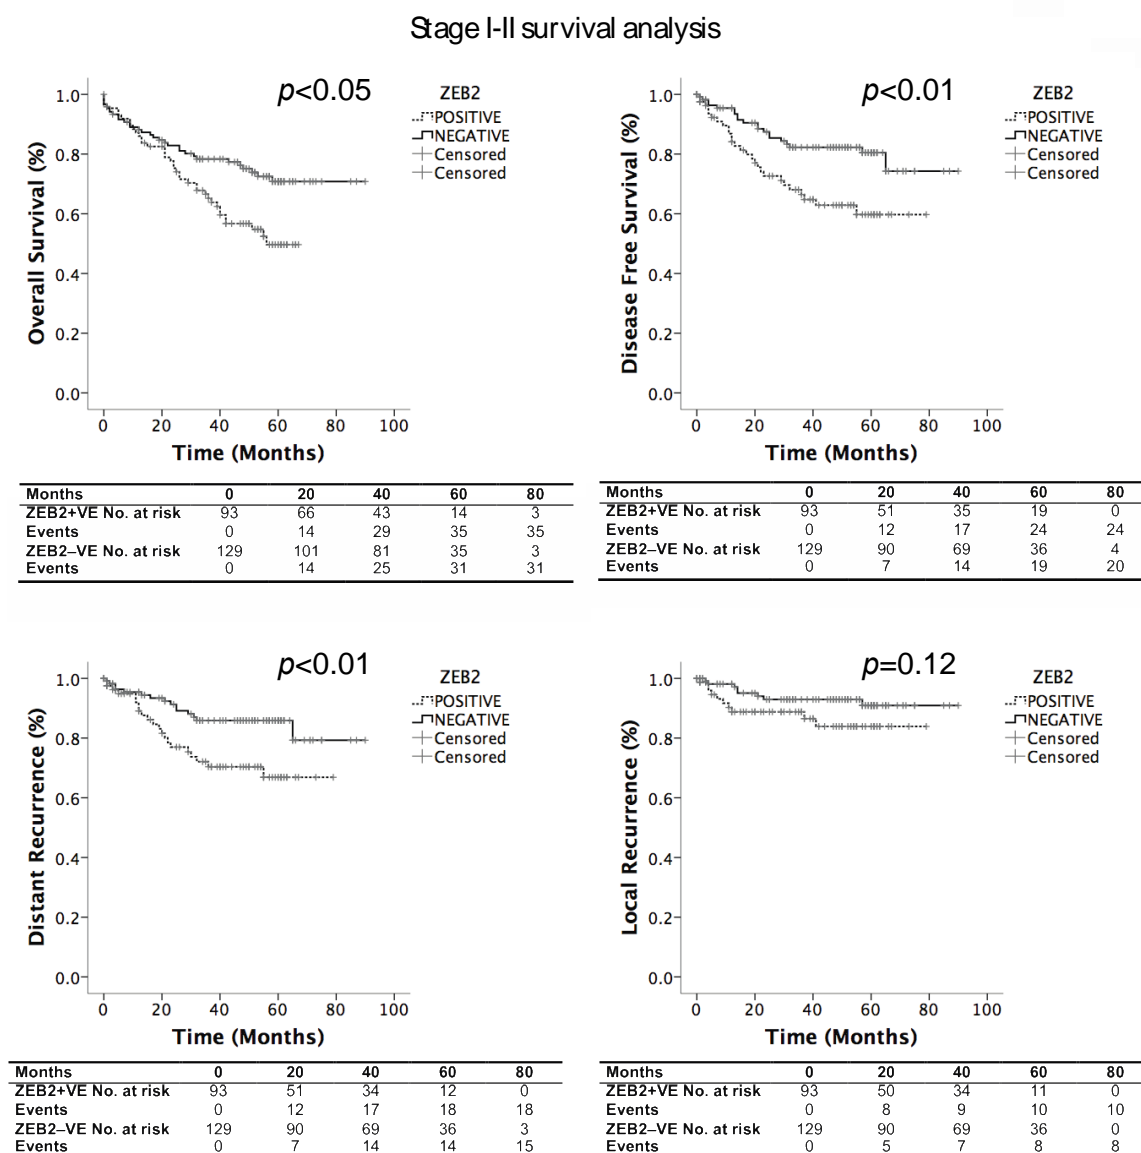 Stage I-II survival analysis
p<0.05
ZEB2
POSITIVE
NEGATIVE
Censored
Censored
Overall Survival (%)
1.0
0.8
0.6
0.4
0.2
0.0
0 20 40 60 80 100
Time (Months)
Months 0 20 40 60 80
ZEB2+VE No. at risk 93 66 43 14 3
Events 0 14 29 35 35
ZEB2–VE No. at risk 129 101 81 35 3
Events 0 14 25 31 31
p<0.01
ZEB2
POSITIVE
NEGATIVE
Censored
Censored
Disease Free Survival (%)
1.0
0.8
0.6
0.4
0.2
0.0
0 20 40 60 80 100
Time (Months)
Months 0 20 40 60 80
ZEB2+VE No. at risk 93 51 35 19 0
Events 0 12 17 24 24
ZEB2–VE No. at risk 129 90 69 36 4
Events 0 7 14 19 20
p<0.01
ZEB2
POSITIVE
NEGATIVE
Censored
Censored
Distant Recurrence (%)
1.0
0.8
0.6
0.4
0.2
0.0
0 20 40 60 80 100
Time (Months)
Months 0 20 40 60 80
ZEB2+VE No. at risk 93 51 34 12 0
Events 0 12 17 18 18
ZEB2–VE No. at risk 129 90 69 36 3
Events 0 7 14 14 15
p=0.12
ZEB2
POSITIVE
NEGATIVE
Censored
Censored
Local Recurrence (%)
1.0
0.8
0.6
0.4
0.2
0.0
0 20 40 60 80 100
Time (Months)
Months 0 20 40 60 80
ZEB2+VE No. at risk 93 50 34 11 0
Events 0 8 9 10 10
ZEB2–VE No. at risk 129 90 69 36 0
Events 0 5 7 8 8